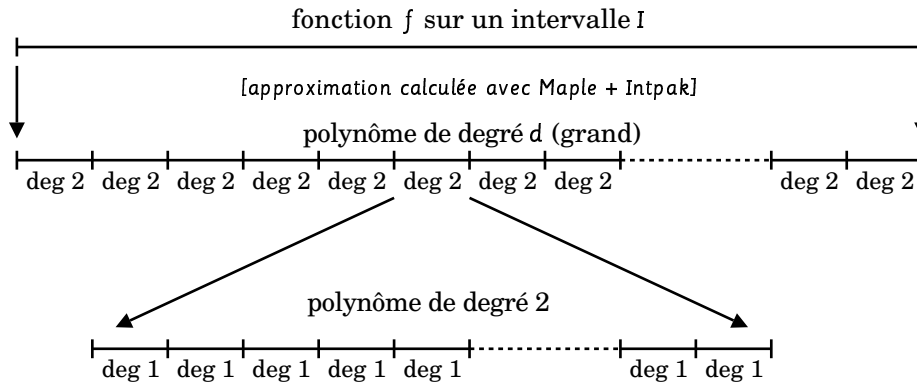 fonction f sur un intervalle I
[approximation calculée avec Maple + Intpak]
polynôme de degré d (grand)
deg 2 deg 2 deg 2 deg 2 deg 2 deg 2 deg 2 deg 2 deg 2 deg 2
polynôme de degré 2
deg 1 deg 1 deg 1 deg 1 deg 1 deg 1 deg 1